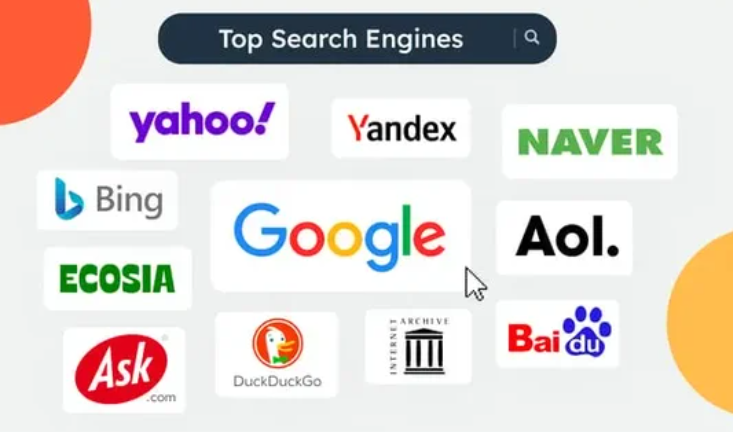 Top Search Engines
yahoo!
Yandex
NAVER
Bing
Google
Aol.
ECOSIA
Ask
.com
DuckDuckGo
INTERNET ARCHIVE
Bai du